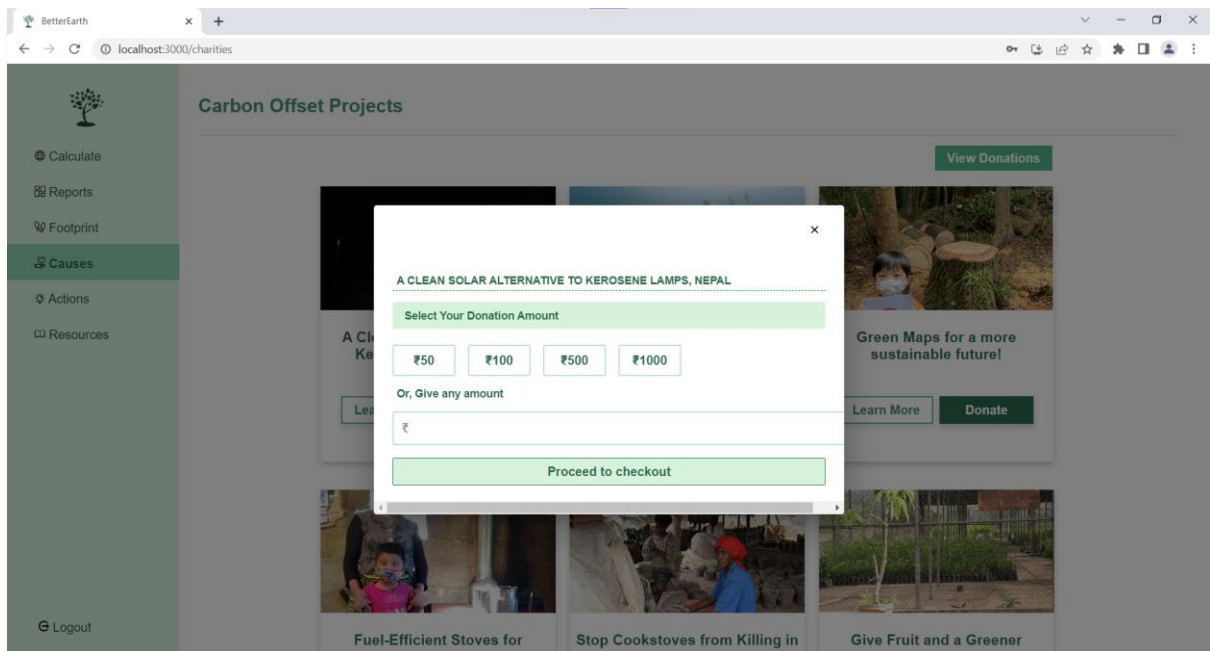 BetterEarth
localhost:3000/charities
Carbon Offset Projects
Calculate
View Donations
Reports
Footprint
Causes
Actions
Resources
A CLEAN SOLAR ALTERNATIVE TO KEROSENE LAMPS, NEPAL
Select Your Donation Amount
₹50 ₹100 ₹500 ₹1000
Or, Give any amount
₹
Proceed to checkout
A Cl
Ke
Lea
Green Maps for a more
sustainable future!
Learn More Donate
Fuel-Efficient Stoves for
Stop Cookstoves from Killing in
Give Fruit and a Greener
Logout